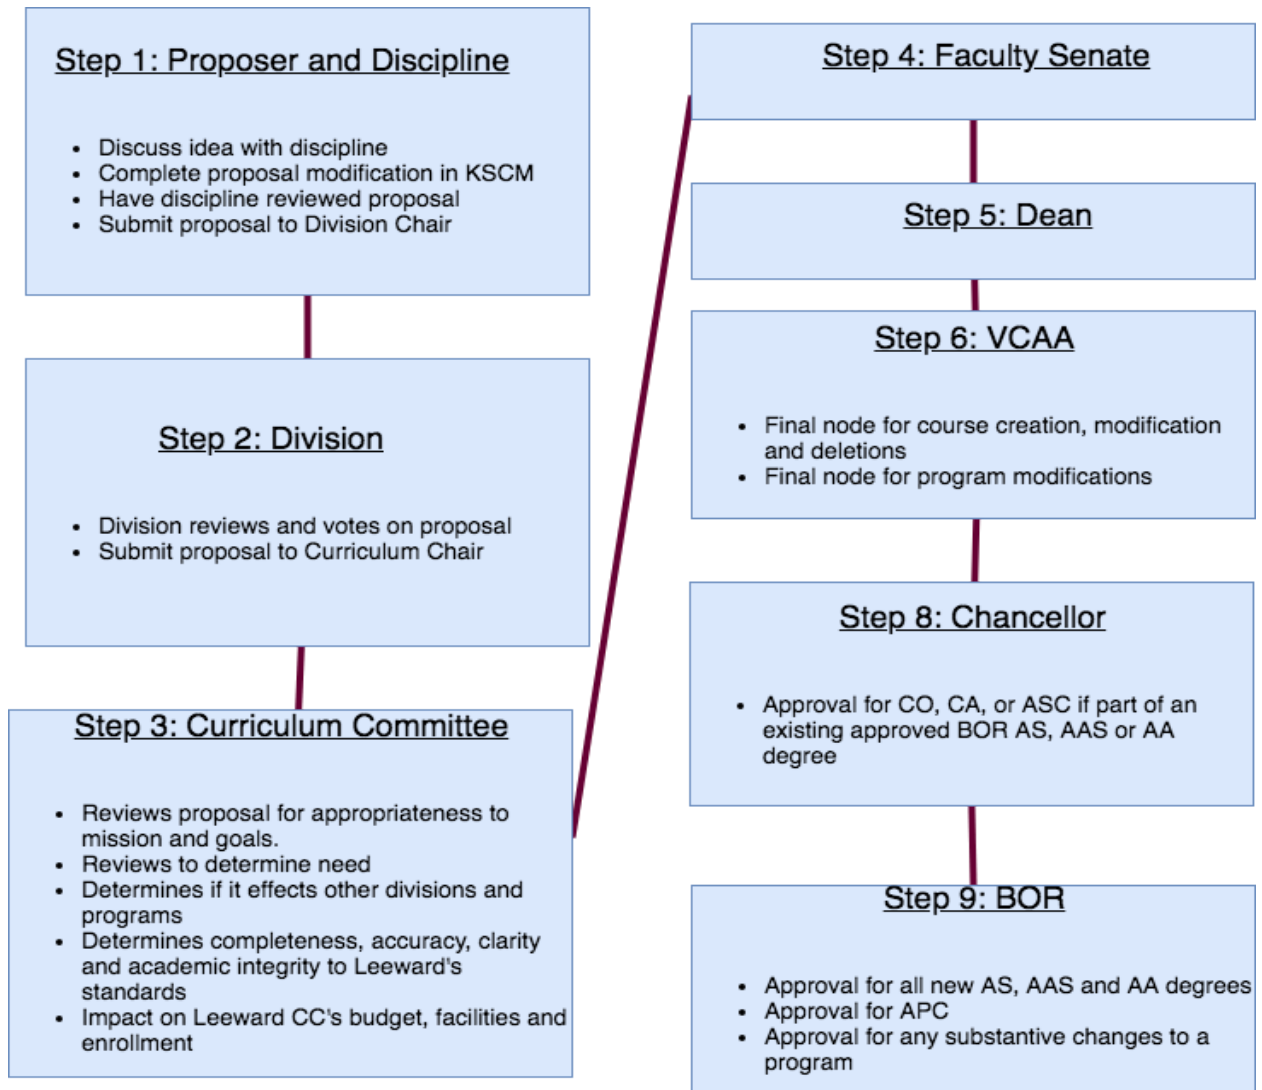 Step 1: Proposer and Discipline
• Discuss idea with discipline
• Complete proposal modification in KSCM
• Have discipline reviewed proposal
• Submit proposal to Division Chair
Step 2: Division
• Division reviews and votes on proposal
• Submit proposal to Curriculum Chair
Step 3: Curriculum Committee
• Reviews proposal for appropriateness to
mission and goals.
• Reviews to determine need
• Determines if it effects other divisions and
programs
• Determines completeness, accuracy, clarity
and academic integrity to Leeward's
standards
• Impact on Leeward CC's budget, facilities and
enrollment
Step 4: Faculty Senate
Step 5: Dean
Step 6: VCAA
• Final node for course creation, modification
and deletions
• Final node for program modifications
Step 8: Chancellor
• Approval for CO, CA, or ASC if part of an
existing approved BOR AS, AAS or AA
degree
Step 9: BOR
• Approval for all new AS, AAS and AA degrees
• Approval for APC
• Approval for any substantive changes to a
program